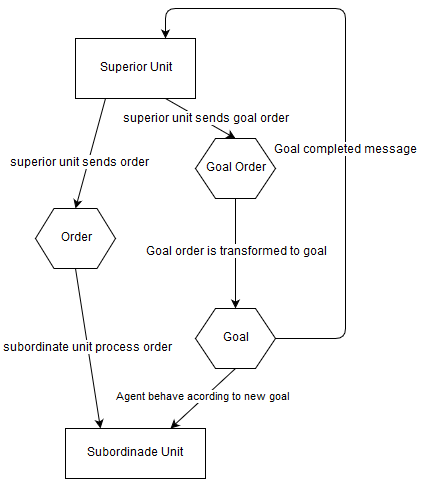 Superior Unit
superior unit sends goal order
Goal completed message
superior unit sends order
Goal Order
Order
Goal order is transformed to goal
Goal
subordinate unit process order
Agent behave acording to new goal
Subordinade Unit